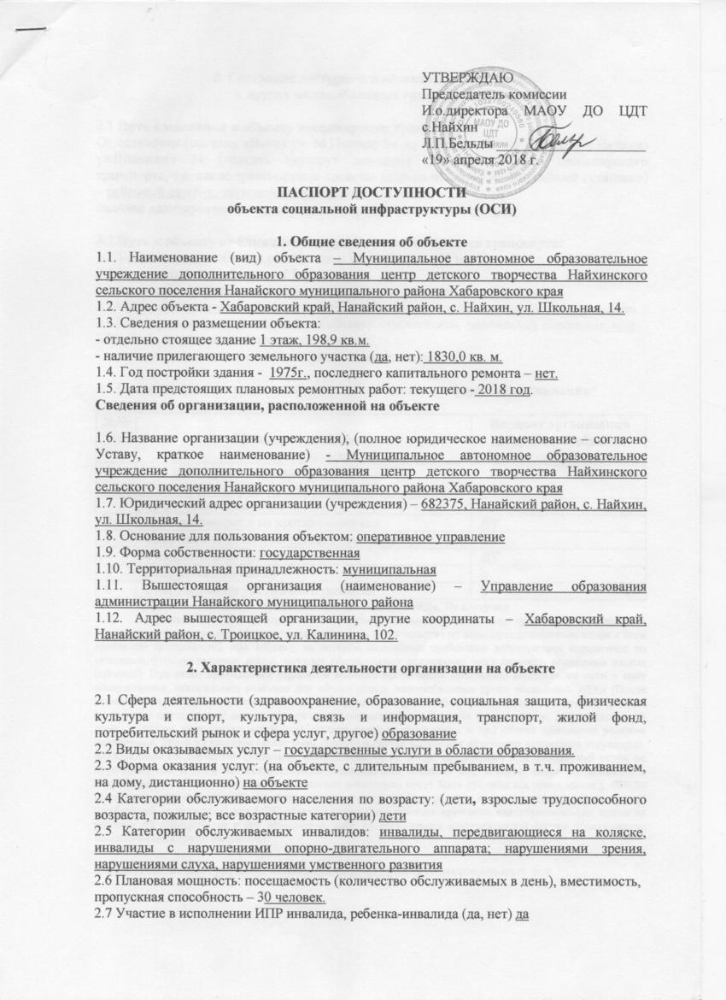 УТВЕРЖДАЮ
Председатель комиссии
И.о.директора МАОУ ДО ЦДТ
с.Найхин
Л.П.Бельды
«19» апреля 2018 г.
МАОУ ДО
ЦДТ
с.НАЙХИН
ПАСПОРТ ДОСТУПНОСТИ
объекта социальной инфраструктуры (ОСИ)
1. Общие сведения об объекте
1.1. Наименование (вид) объекта – Муниципальное автономное образовательное
учреждение дополнительного образования центр детского творчества Найхинского
сельского поселения Нанайского муниципального района Хабаровского края
1.2. Адрес объекта - Хабаровский край, Нанайский район, с. Найхин, ул. Школьная, 14.
1.3. Сведения о размещении объекта:
- отдельно стоящее здание 1 этаж, 198,9 кв.м.
- наличие прилегающего земельного участка (да, нет): 1830,0 кв. м.
1.4. Год постройки здания - 1975г., последнего капитального ремонта – нет.
1.5. Дата предстоящих плановых ремонтных работ: текущего - 2018 год.
Сведения об организации, расположенной на объекте
1.6. Название организации (учреждения), (полное юридическое наименование – согласно
Уставу, краткое наименование) - Муниципальное автономное образовательное
учреждение дополнительного образования центр детского творчества Найхинского
сельского поселения Нанайского муниципального района Хабаровского края
1.7. Юридический адрес организации (учреждения) – 682375, Нанайский район, с. Найхин,
ул. Школьная, 14.
1.8. Основание для пользования объектом: оперативное управление
1.9. Форма собственности: государственная
1.10. Территориальная принадлежность: муниципальная
1.11. Вышестоящая организация (наименование) – Управление образования
администрации Нанайского муниципального района
1.12. Адрес вышестоящей организации, другие координаты – Хабаровский край,
Нанайский район, с. Троицкое, ул. Калинина, 102.
2. Характеристика деятельности организации на объекте
2.1 Сфера деятельности (здравоохранение, образование, социальная защита, физическая
культура и спорт, культура, связь и информация, транспорт, жилой фонд,
потребительский рынок и сфера услуг, другое) образование
2.2 Виды оказываемых услуг – государственные услуги в области образования.
2.3 Форма оказания услуг: (на объекте, с длительным пребыванием, в т.ч. проживанием,
на дому, дистанционно) на объекте
2.4 Категории обслуживаемого населения по возрасту: (дети, взрослые трудоспособного
возраста, пожилые; все возрастные категории) дети
2.5 Категории обслуживаемых инвалидов: инвалиды, передвигающиеся на коляске,
инвалиды с нарушениями опорно-двигательного аппарата; нарушениями зрения,
нарушениями слуха, нарушениями умственного развития
2.6 Плановая мощность: посещаемость (количество обслуживаемых в день), вместимость,
пропускная способность – 30 человек.
2.7 Участие в исполнении ИПР инвалида, ребенка-инвалида (да, нет) да